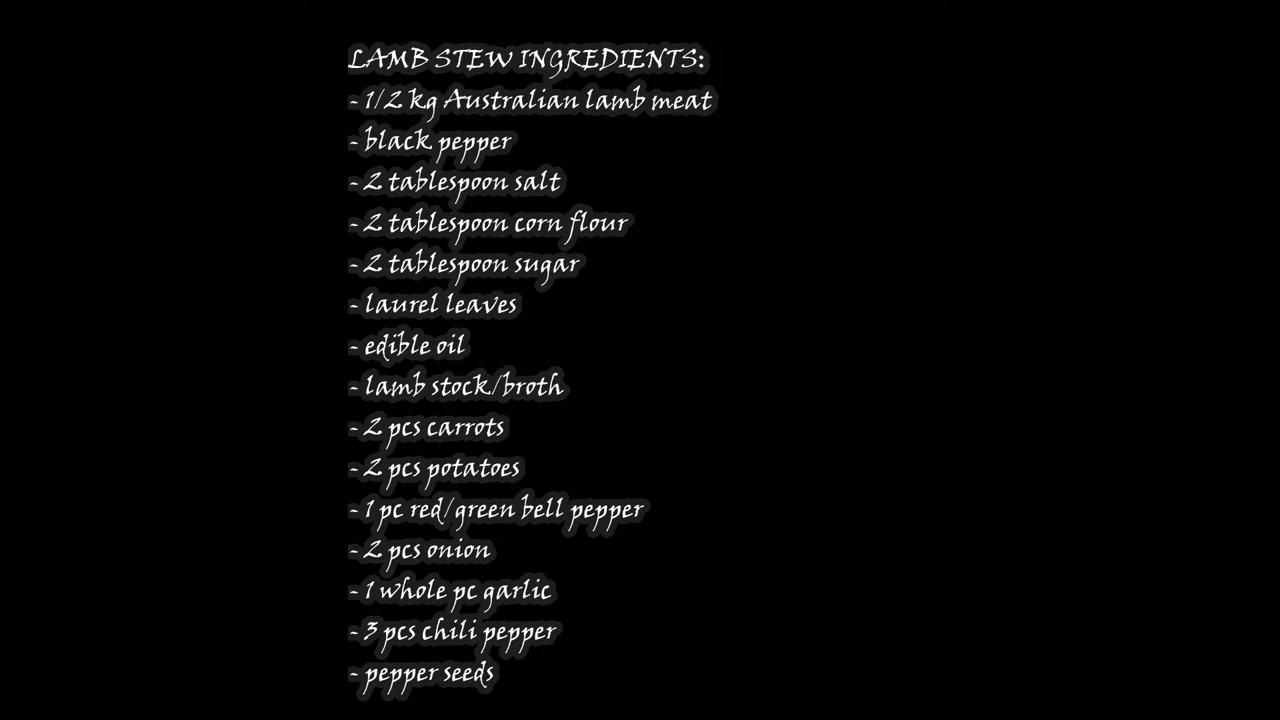 LAMB STEW INGREDIENTS:
- 1/2 kg Australian lamb meat
- black pepper
- 2 tablespoon salt
- 2 tablespoon corn flour
- 2 tablespoon sugar
- laurel leaves
- edible oil
- lamb stock/broth
- 2 pcs carrots
- 2 pcs potatoes
- 1 pc red/green bell pepper
- 2 pcs onion
- 1 whole pc garlic
- 3 pcs chili pepper
- pepper seeds